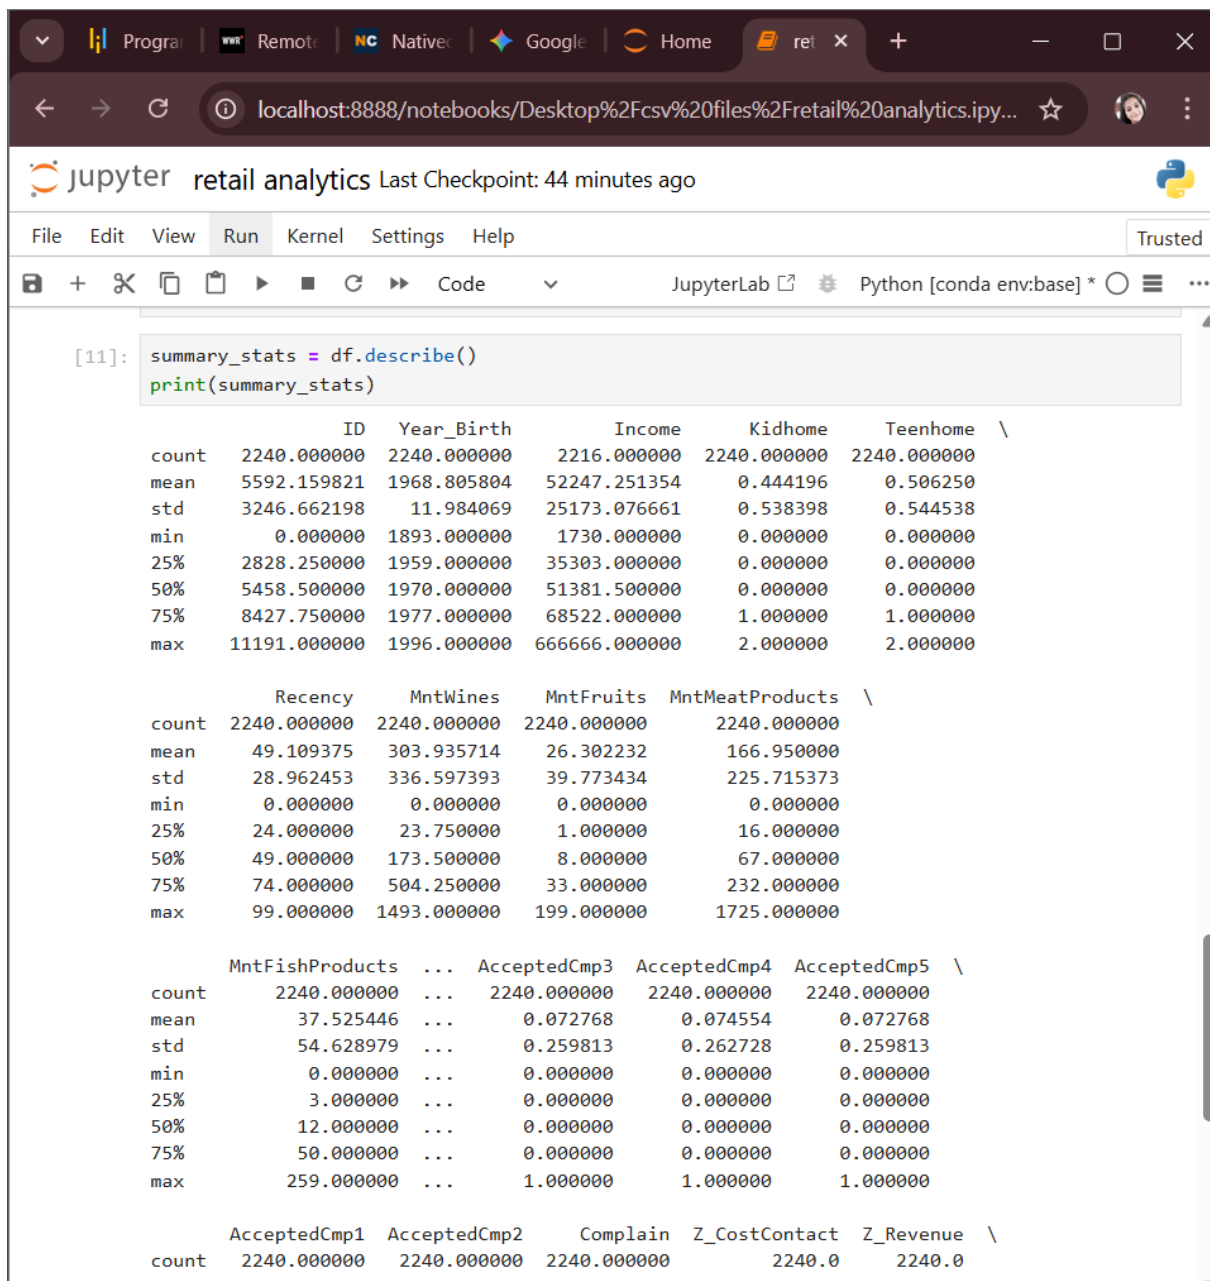 Progra WWR Remote NC Nativec Google Home ret
localhost:8888/notebooks/Desktop%2Fcsv%20files%2Fretail%20analytics.ipy...
jupyter retail analytics Last Checkpoint: 44 minutes ago
File Edit View Run Kernel Settings Help Trusted
Code JupyterLab Python [conda env:base] *
[11]: summary_stats = df.describe()
print(summary_stats)
ID Year_Birth Income Kidhome Teenhome \
count 2240.000000 2240.000000 2216.000000 2240.000000 2240.000000
mean 5592.159821 1968.805804 52247.251354 0.444196 0.506250
std 3246.662198 11.984069 25173.076661 0.538398 0.544538
min 0.000000 1893.000000 1730.000000 0.000000 0.000000
25% 2828.250000 1959.000000 35303.000000 0.000000 0.000000
50% 5458.500000 1970.000000 51381.500000 0.000000 0.000000
75% 8427.750000 1977.000000 68522.000000 1.000000 1.000000
max 11191.000000 1996.000000 666666.000000 2.000000 2.000000
Recency MntWines MntFruits MntMeatProducts \
count 2240.000000 2240.000000 2240.000000 2240.000000
mean 49.109375 303.935714 26.302232 166.950000
std 28.962453 336.597393 39.773434 225.715373
min 0.000000 0.000000 0.000000 0.000000
25% 24.000000 23.750000 1.000000 16.000000
50% 49.000000 173.500000 8.000000 67.000000
75% 74.000000 504.250000 33.000000 232.000000
max 99.000000 1493.000000 199.000000 1725.000000
MntFishProducts ... AcceptedCmp3 AcceptedCmp4 AcceptedCmp5 \
count 2240.000000 ... 2240.000000 2240.000000 2240.000000
mean 37.525446 ... 0.072768 0.074554 0.072768
std 54.628979 ... 0.259813 0.262728 0.259813
min 0.000000 ... 0.000000 0.000000 0.000000
25% 3.000000 ... 0.000000 0.000000 0.000000
50% 12.000000 ... 0.000000 0.000000 0.000000
75% 50.000000 ... 0.000000 0.000000 0.000000
max 259.000000 ... 1.000000 1.000000 1.000000
AcceptedCmp1 AcceptedCmp2 Complain Z_CostContact Z_Revenue \
count 2240.000000 2240.000000 2240.000000 2240.0 2240.0